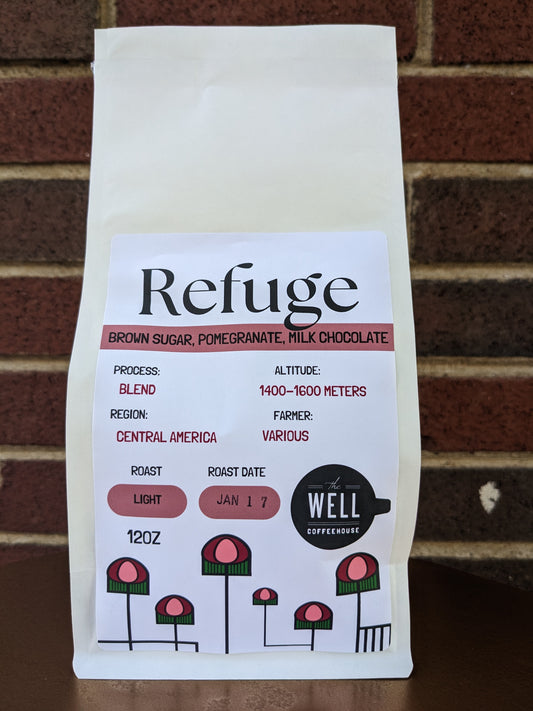 Refuge
BROWN SUGAR, POMEGRANATE, MILK CHOCOLATE
PROCESS:
BLEND
ALTITUDE:
1400-1600 METERS
REGION:
CENTRAL AMERICA
FARMER:
VARIOUS
ROAST
LIGHT
ROAST DATE
JAN 17
12OZ
the
WELL
COFFEEHOUSE